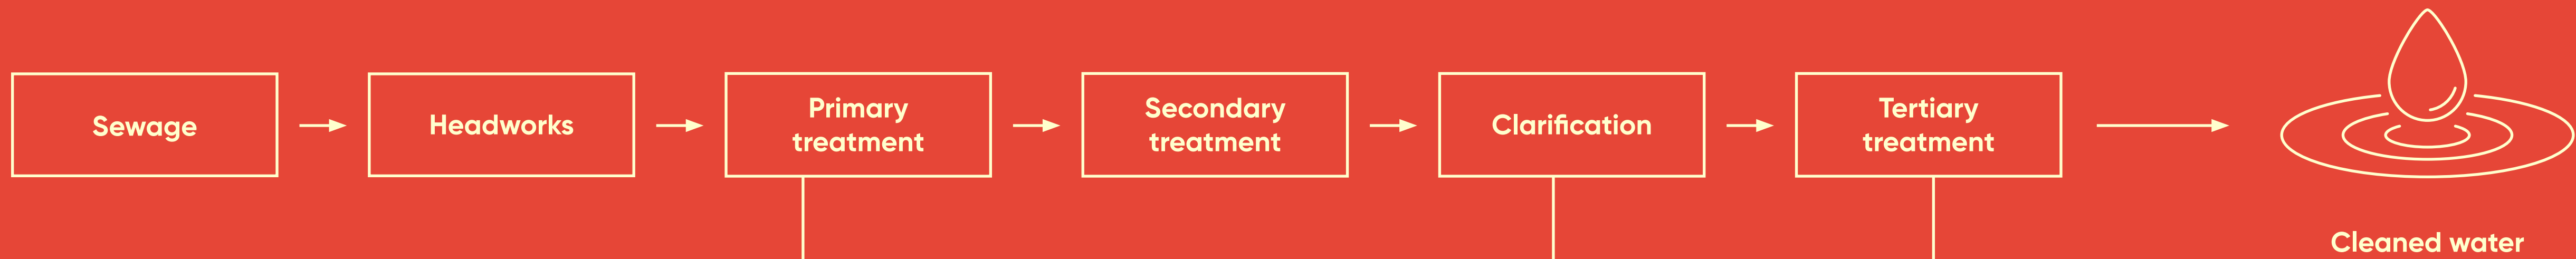 Sewage
Headworks
Primary
treatment
Secondary
treatment
Clarification
Tertiary
treatment
Cleaned water